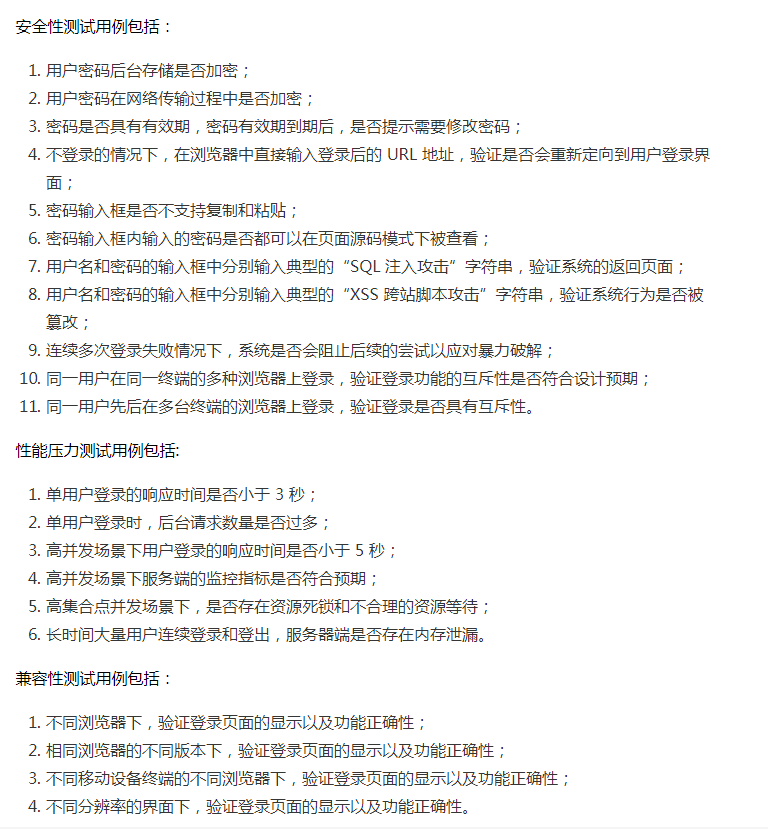 安全性测试用例包括：
1. 用户密码后台存储是否加密；
2. 用户密码在网络传输过程中是否加密；
3. 密码是否具有有效期，密码有效期到期后，是否提示需要修改密码；
4. 不登录的情况下，在浏览器中直接输入登录后的 URL 地址，验证是否会重新定向到用户登录界
面；
5. 密码输入框是否不支持复制和粘贴；
6. 密码输入框内输入的密码是否都可以在页面源码模式下被查看；
7. 用户名和密码的输入框中分别输入典型的“SQL 注入攻击”字符串，验证系统的返回页面；
8. 用户名和密码的输入框中分别输入典型的“XSS 跨站脚本攻击”字符串，验证系统行为是否被
篡改；
9. 连续多次登录失败情况下，系统是否会阻止后续的尝试以应对暴力破解；
10. 同一用户在同一终端的多种浏览器上登录，验证登录功能的互斥性是否符合设计预期；
11. 同一用户先后在多台终端的浏览器上登录，验证登录是否具有互斥性。
性能压力测试用例包括:
1. 单用户登录的响应时间是否小于 3 秒；
2. 单用户登录时，后台请求数量是否过多；
3. 高并发场景下用户登录的响应时间是否小于 5 秒；
4. 高并发场景下服务端的监控指标是否符合预期；
5. 高集合点并发场景下，是否存在资源死锁和不合理的资源等待；
6. 长时间大量用户连续登录和登出，服务器端是否存在内存泄漏。
兼容性测试用例包括：
1. 不同浏览器下，验证登录页面的显示以及功能正确性；
2. 相同浏览器的不同版本下，验证登录页面的显示以及功能正确性；
3. 不同移动设备终端的不同浏览器下，验证登录页面的显示以及功能正确性；
4. 不同分辨率的界面下，验证登录页面的显示以及功能正确性。